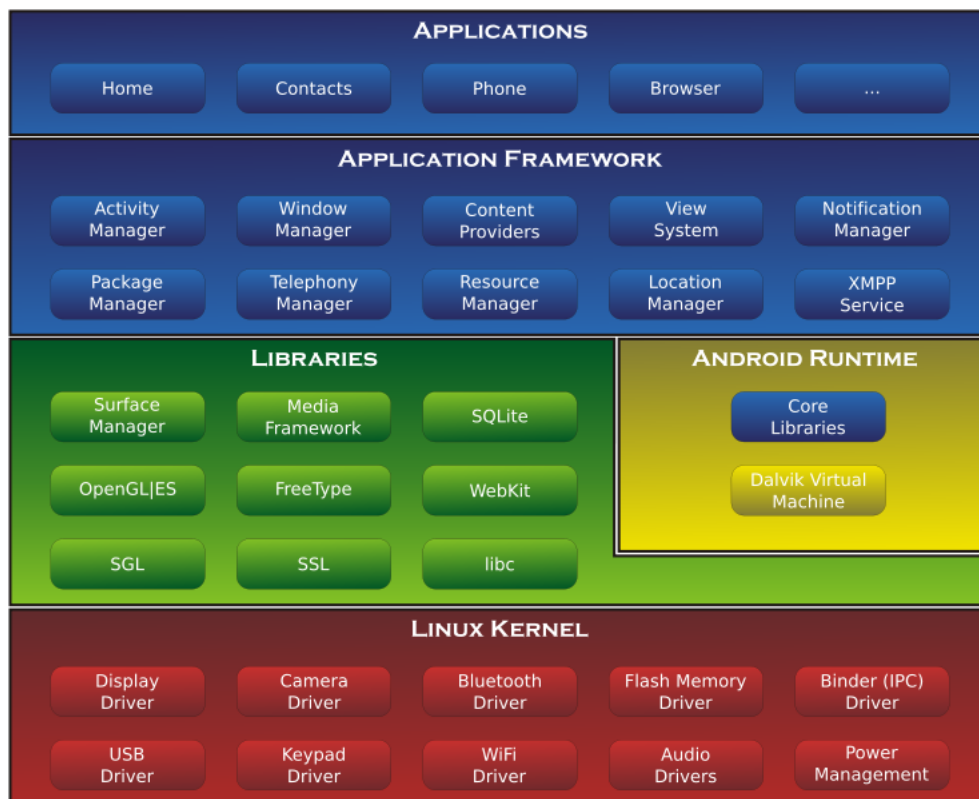 APPLICATIONS
Home
Contacts
Phone
Browser
...
APPLICATION FRAMEWORK
Activity
Manager
Window
Manager
Content
Providers
View
System
Notification
Manager
Package
Manager
Telephony
Manager
Resource
Manager
Location
Manager
XMPP
Service
LIBRARIES
Surface
Manager
Media
Framework
SQLite
OpenGL|ES
FreeType
WebKit
SGL
SSL
libc
ANDROID RUNTIME
Core
Libraries
Dalvik Virtual
Machine
LINUX KERNEL
Display
Driver
Camera
Driver
Bluetooth
Driver
Flash Memory
Driver
Binder (IPC)
Driver
USB
Driver
Keypad
Driver
WiFi
Driver
Audio
Drivers
Power
Management